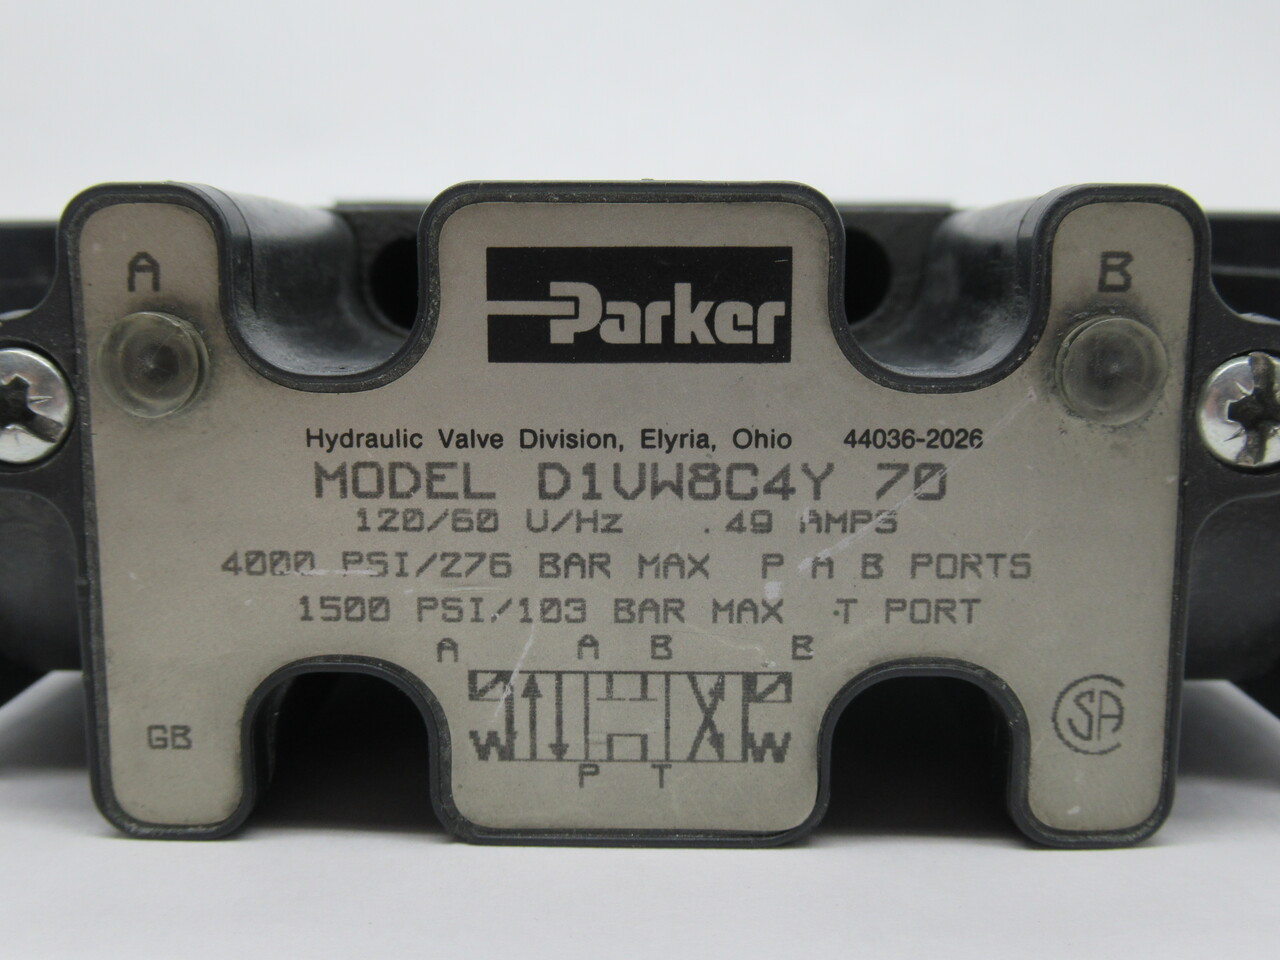 A
B
Parker
Hydraulic Valve Division, Elyria, Ohio 44036-2026
MODEL D1VW8C4Y 70
120/60 V/Hz .49 AMPS
4000 PSI/276 BAR MAX P A B PORTS
1500 PSI/103 BAR MAX T PORT
A A B B
P T
GB
SA